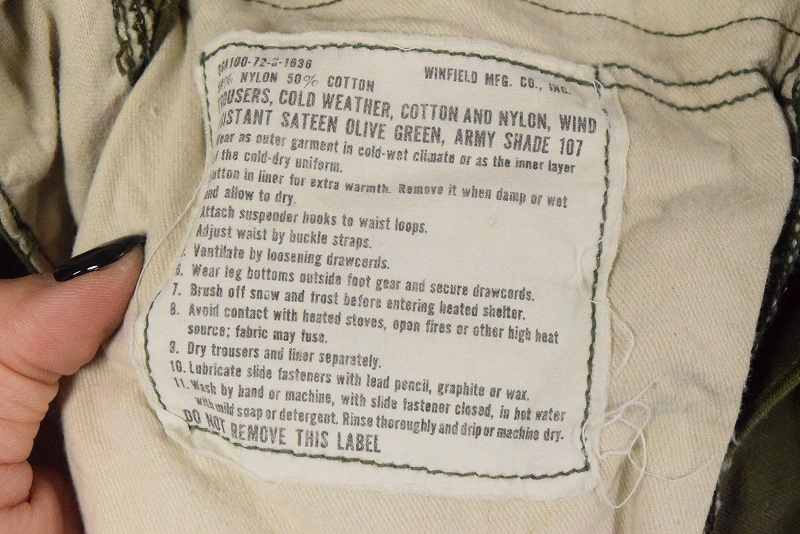 100-72-C-1636
NYLON 50% COTTON WINFIELD MFG. CO., INC.
TROUSERS, COLD WEATHER, COTTON AND NYLON, WIND
ISTANT SATEEN OLIVE GREEN, ARMY SHADE 107
Wear as outer garment in cold-wet climate or as the inner layer
of the cold-dry uniform.
utton in liner for extra warmth. Remove it when damp or wet
and allow to dry.
Attach suspender hooks to waist loops.
Adjust waist by buckle straps.
Ventilate by loosening drawcords.
6. Wear leg bottoms outside foot gear and secure drawcords.
7. Brush off snow and frost before entering heated shelter.
8. Avoid contact with heated stoves, open fires or other high heat
source; fabric may fuse.
9. Dry trousers and liner separately.
10. Lubricate slide fasteners with lead pencil, graphite or wax.
11. Wash by hand or machine, with slide fastener closed, in hot water
with mild soap or detergent. Rinse thoroughly and drip or machine dry.
DO NOT REMOVE THIS LABEL